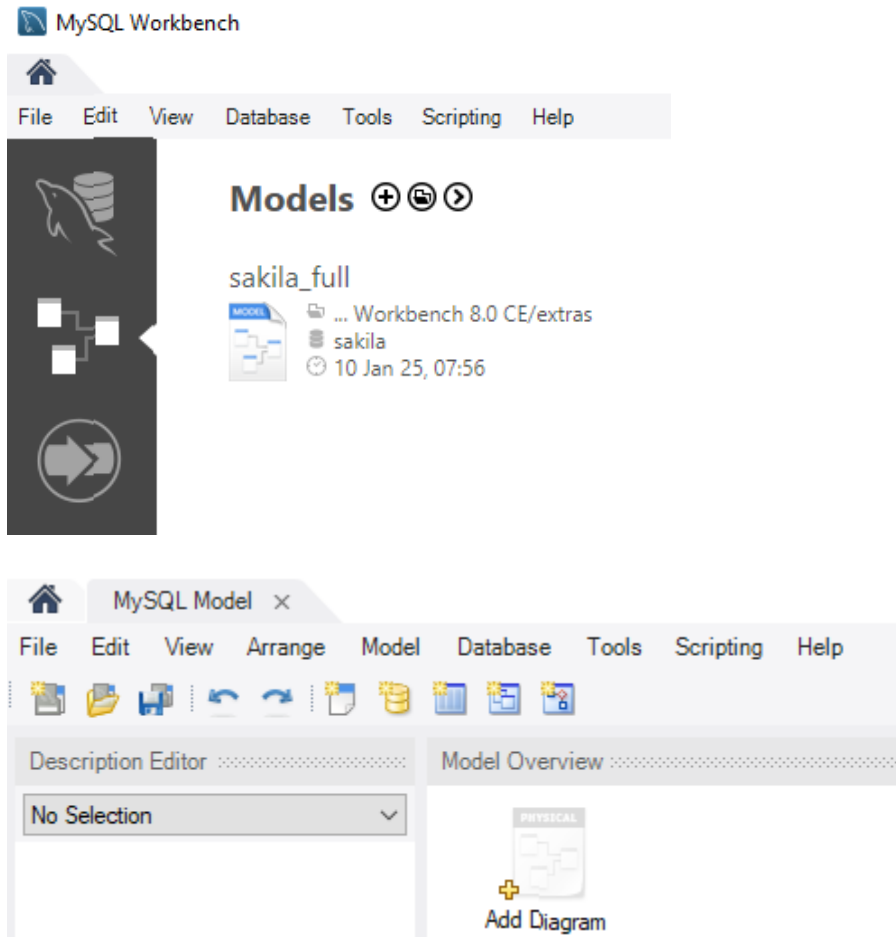 MySQL Workbench
File Edit View Database Tools Scripting Help
Models
sakila_full
MODEL
... Workbench 8.0 CE/extras
sakila
10 Jan 25, 07:56
MySQL Model ×
File Edit View Arrange Model Database Tools Scripting Help
Description Editor Model Overview
No Selection
PHYSICAL
Add Diagram